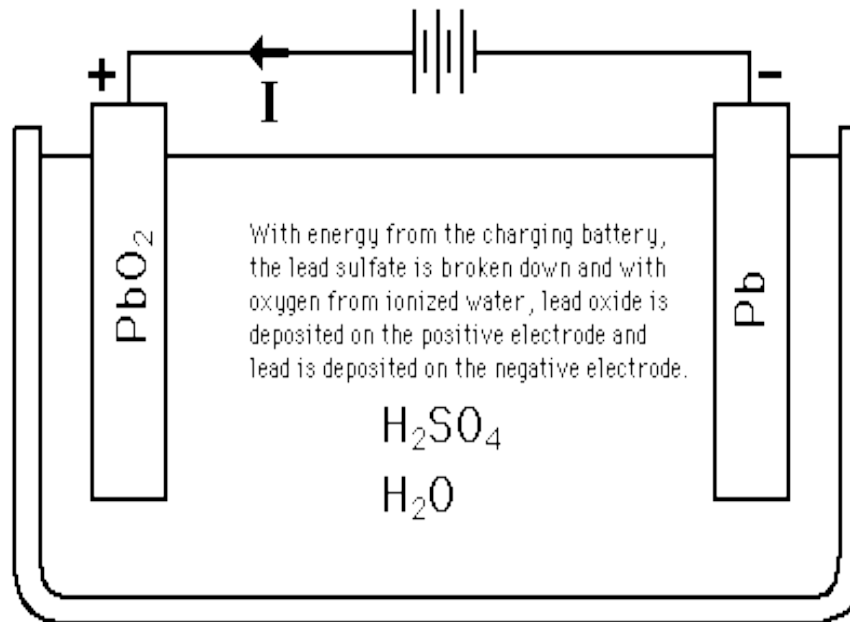 +
-
I
PbO₂
Pb
With energy from the charging battery,
the lead sulfate is broken down and with
oxygen from ionized water, lead oxide is
deposited on the positive electrode and
lead is deposited on the negative electrode.
H₂SO₄
H₂O